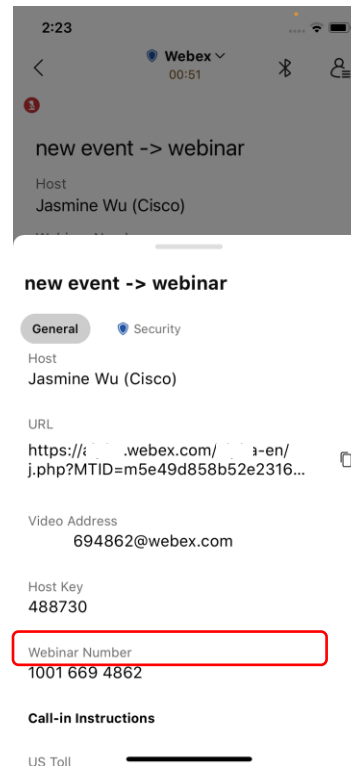 2:23
Webex
00:51
new event -> webinar
Host
Jasmine Wu (Cisco)
new event -> webinar
General
Security
Host
Jasmine Wu (Cisco)
URL
https://a .webex.com/ a-en/
j.php?MTID=m5e49d858b52e2316...
Video Address
694862@webex.com
Host Key
488730
Webinar Number
1001 669 4862
Call-in Instructions
US Toll